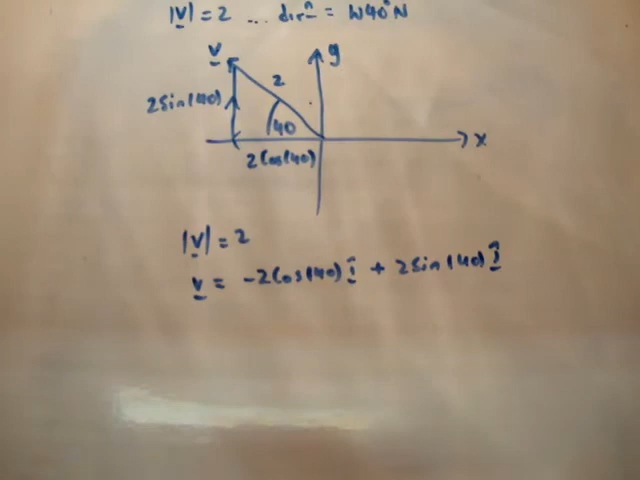 |v| = 2 ... dirⁿ = W40°N
v
y
2
2Sin(40)
40
x
2Cos(40)
|v| = 2
v = -2Cos(40) î + 2Sin(40) ĵ